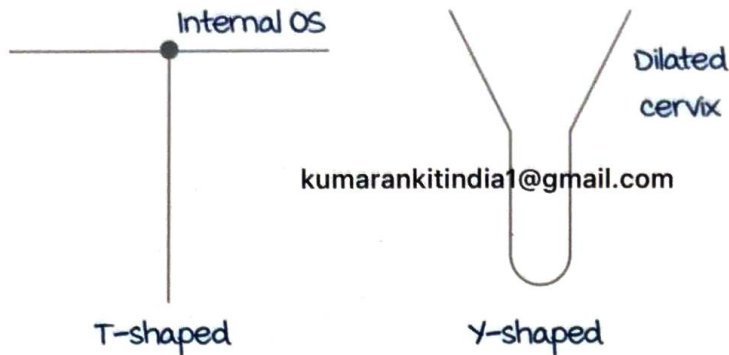 Internal OS
Dilated
cervix
kumarankitindia1@gmail.com
T-shaped
Y-shaped